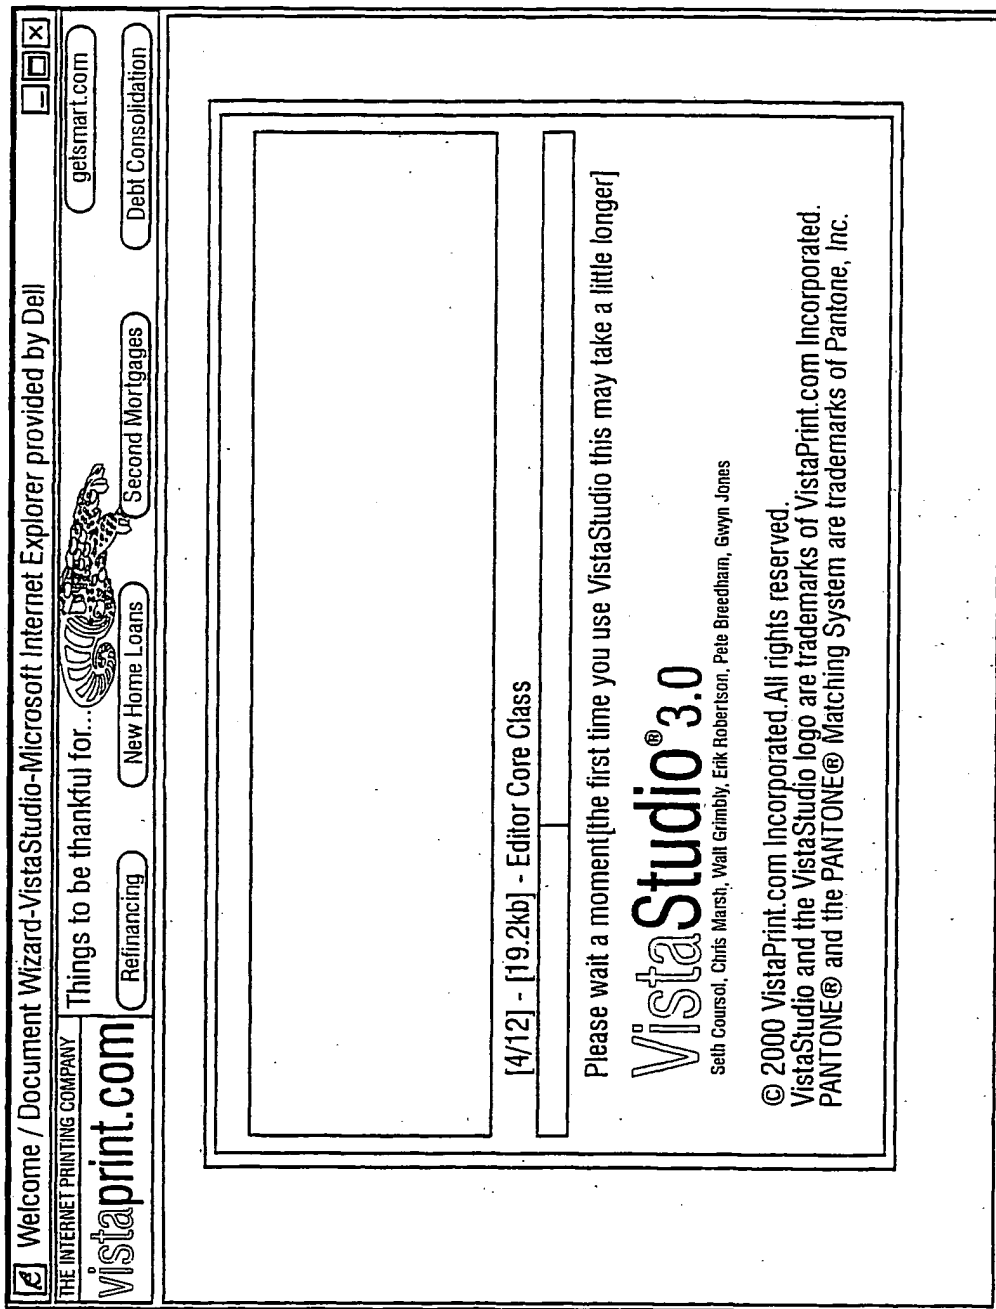 Welcome / Document Wizard-VistaStudio-Microsoft Internet Explorer provided by Dell
THE INTERNET PRINTING COMPANY
vistaprint.com
Things to be thankful for...
getsmart.com
Refinancing
New Home Loans
Second Mortgages
Debt Consolidation
[4/12] - [19.2kb] - Editor Core Class
Please wait a moment[the first time you use VistaStudio this may take a little longer]
VistaStudio® 3.0
Seth Coursol, Chris Marsh, Walt Grimbly, Erik Robertson, Pete Breedham, Gwyn Jones
© 2000 VistaPrint.com Incorporated.All rights reserved.
VistaStudio and the VistaStudio logo are trademarks of VistaPrint.com Incorporated.
PANTONE® and the PANTONE® Matching System are trademarks of Pantone, Inc.